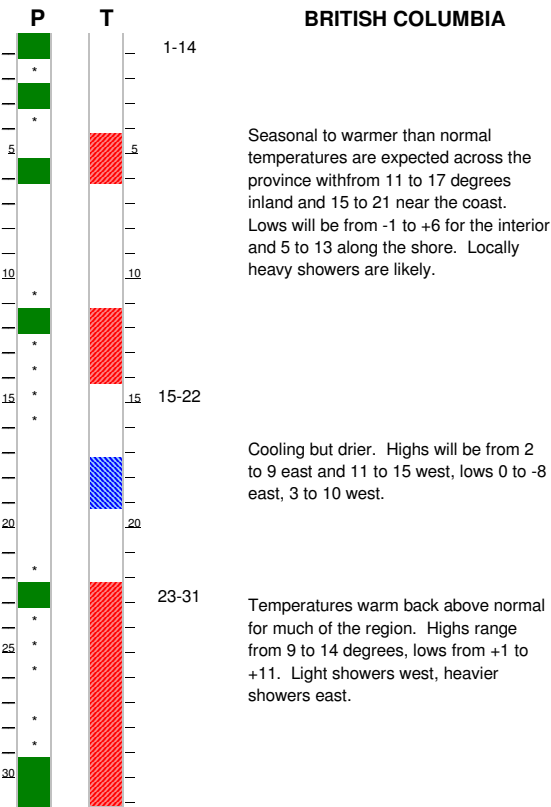 P T BRITISH COLUMBIA
1-14
*
*
Seasonal to warmer than normal
5 5
temperatures are expected across the
province withfrom 11 to 17 degrees
inland and 15 to 21 near the coast.
Lows will be from -1 to +6 for the interior
and 5 to 13 along the shore. Locally
heavy showers are likely.
10 10
*
*
*
*
15 15 15-22
*
Cooling but drier. Highs will be from 2
to 9 east and 11 to 15 west, lows 0 to -8
east, 3 to 10 west.
20 20
*
23-31
Temperatures warm back above normal
*
for much of the region. Highs range
25
*
from 9 to 14 degrees, lows from +1 to
*
+11. Light showers west, heavier
showers east.
*
*
30